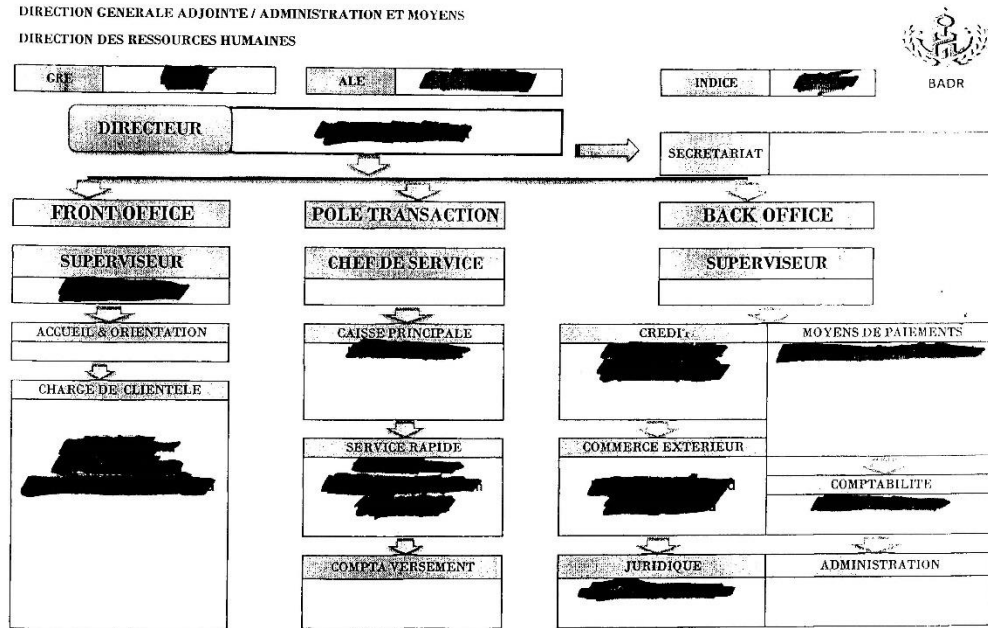 DIRECTION GENERALE ADJOINTE / ADMINISTRATION ET MOYENS
DIRECTION DES RESSOURCES HUMAINES
BADR
GRE
ALE
INDICE
DIRECTEUR
SECRETARIAT
FRONT OFFICE
POLE TRANSACTION
BACK OFFICE
SUPERVISEUR
CHEF DE SERVICE
SUPERVISEUR
ACCUEIL & ORIENTATION
CAISSE PRINCIPALE
CREDIT
MOYENS DE PAIEMENTS
CHARGE DE CLIENTELE
SERVICE RAPIDE
COMMERCE EXTERIEUR
COMPTABILITE
COMPTA VERSEMENT
JURIDIQUE
ADMINISTRATION